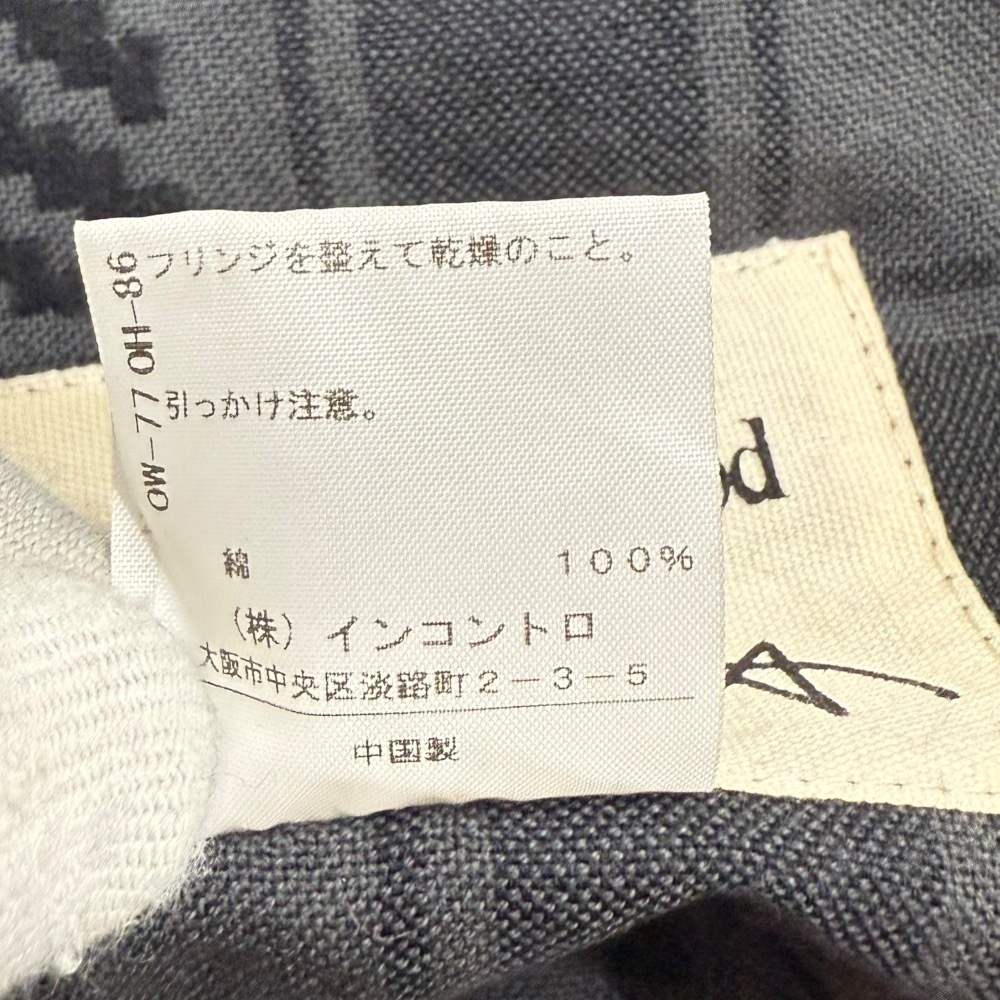 フリンジを整えて乾燥のこと。
引っかけ注意。
OW-77 OH-86
綿 100%
(株) インコントロ
大阪市中央区淡路町2-3-5
中国製
od